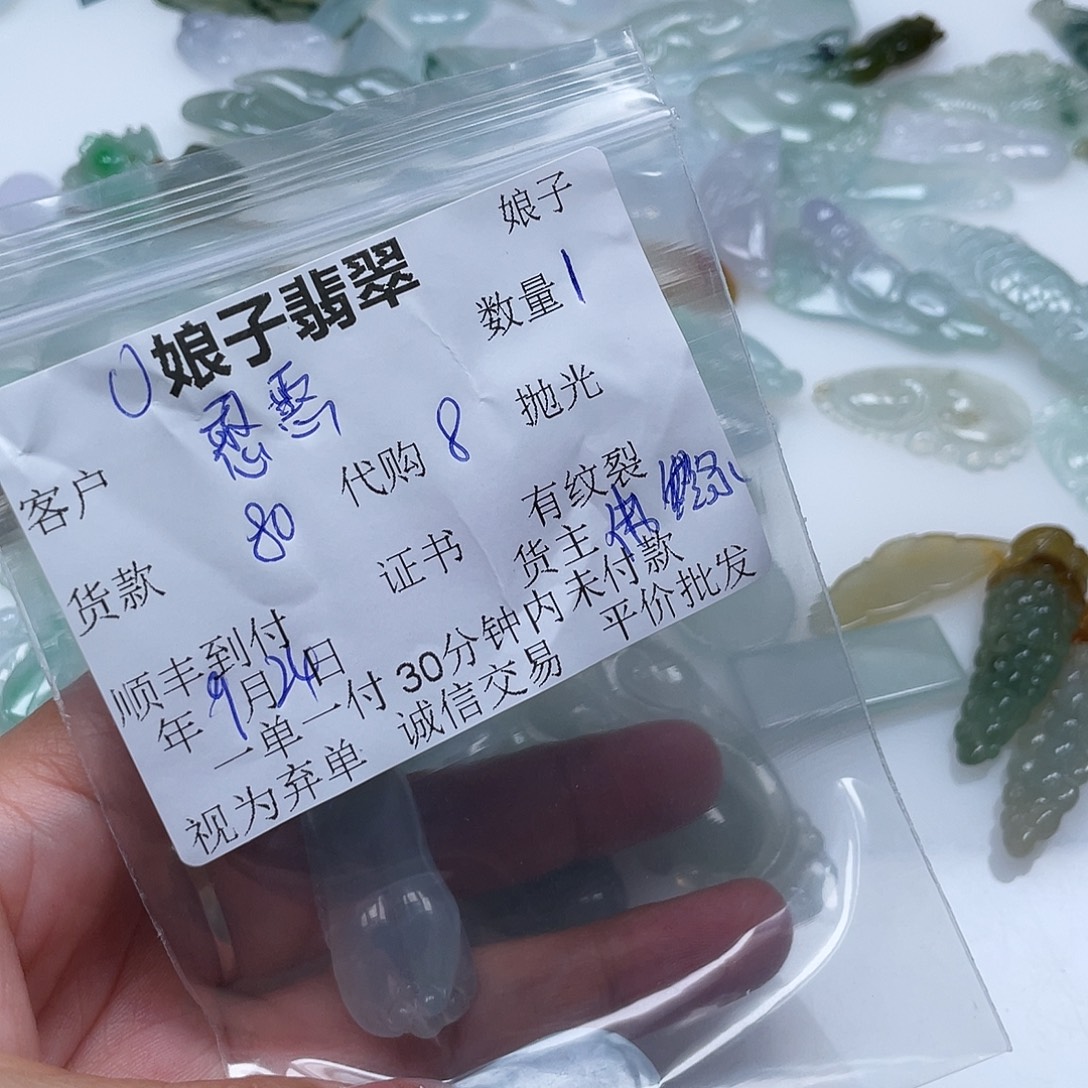 娘子
娘子翡翠
数量 1
客户
代购 8
抛光
货款 80
证书
有纹裂
货主
顺丰到付
年9月24日
一单一付 30分钟内未付款
视为弃单 诚信交易 平价批发